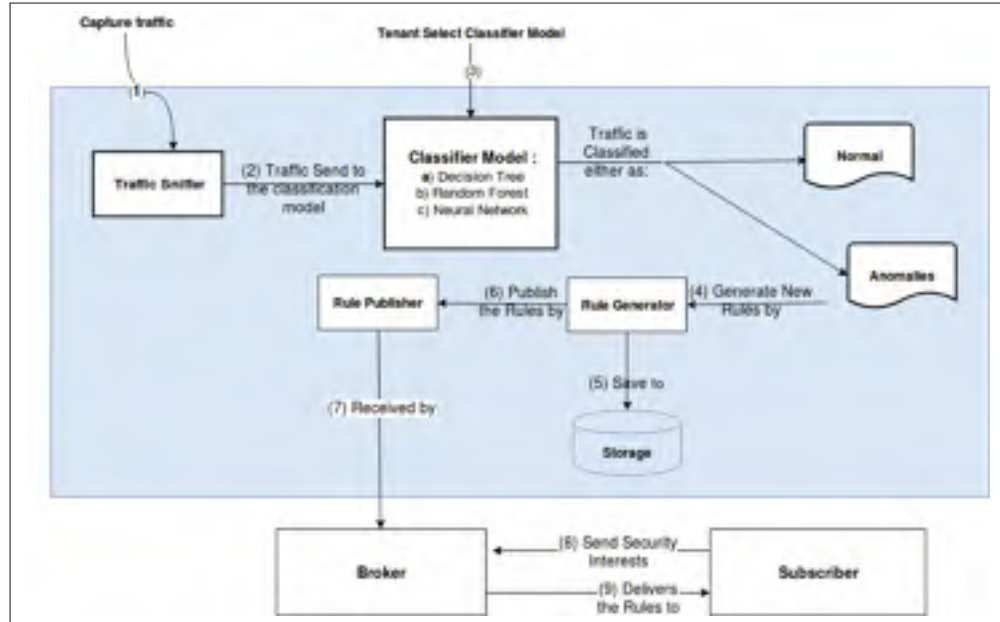 Capture traffic
Tenant Select Classifier Model
(1)
(3)
Traffic Sniffer
(2) Traffic Send to
the classification
model
Classifier Model :
a) Decision Tree
b) Random Forest
c) Neural Network
Traffic is
Classified
either as:
Normal
Anomalies
Rule Publisher
(6) Publish
the Rules by
Rule Generator
(4) Generate New
Rules by
(5) Save to
(7) Received by
Storage
Broker
(8) Send Security
Interests
(9) Delivers
the Rules to
Subscriber